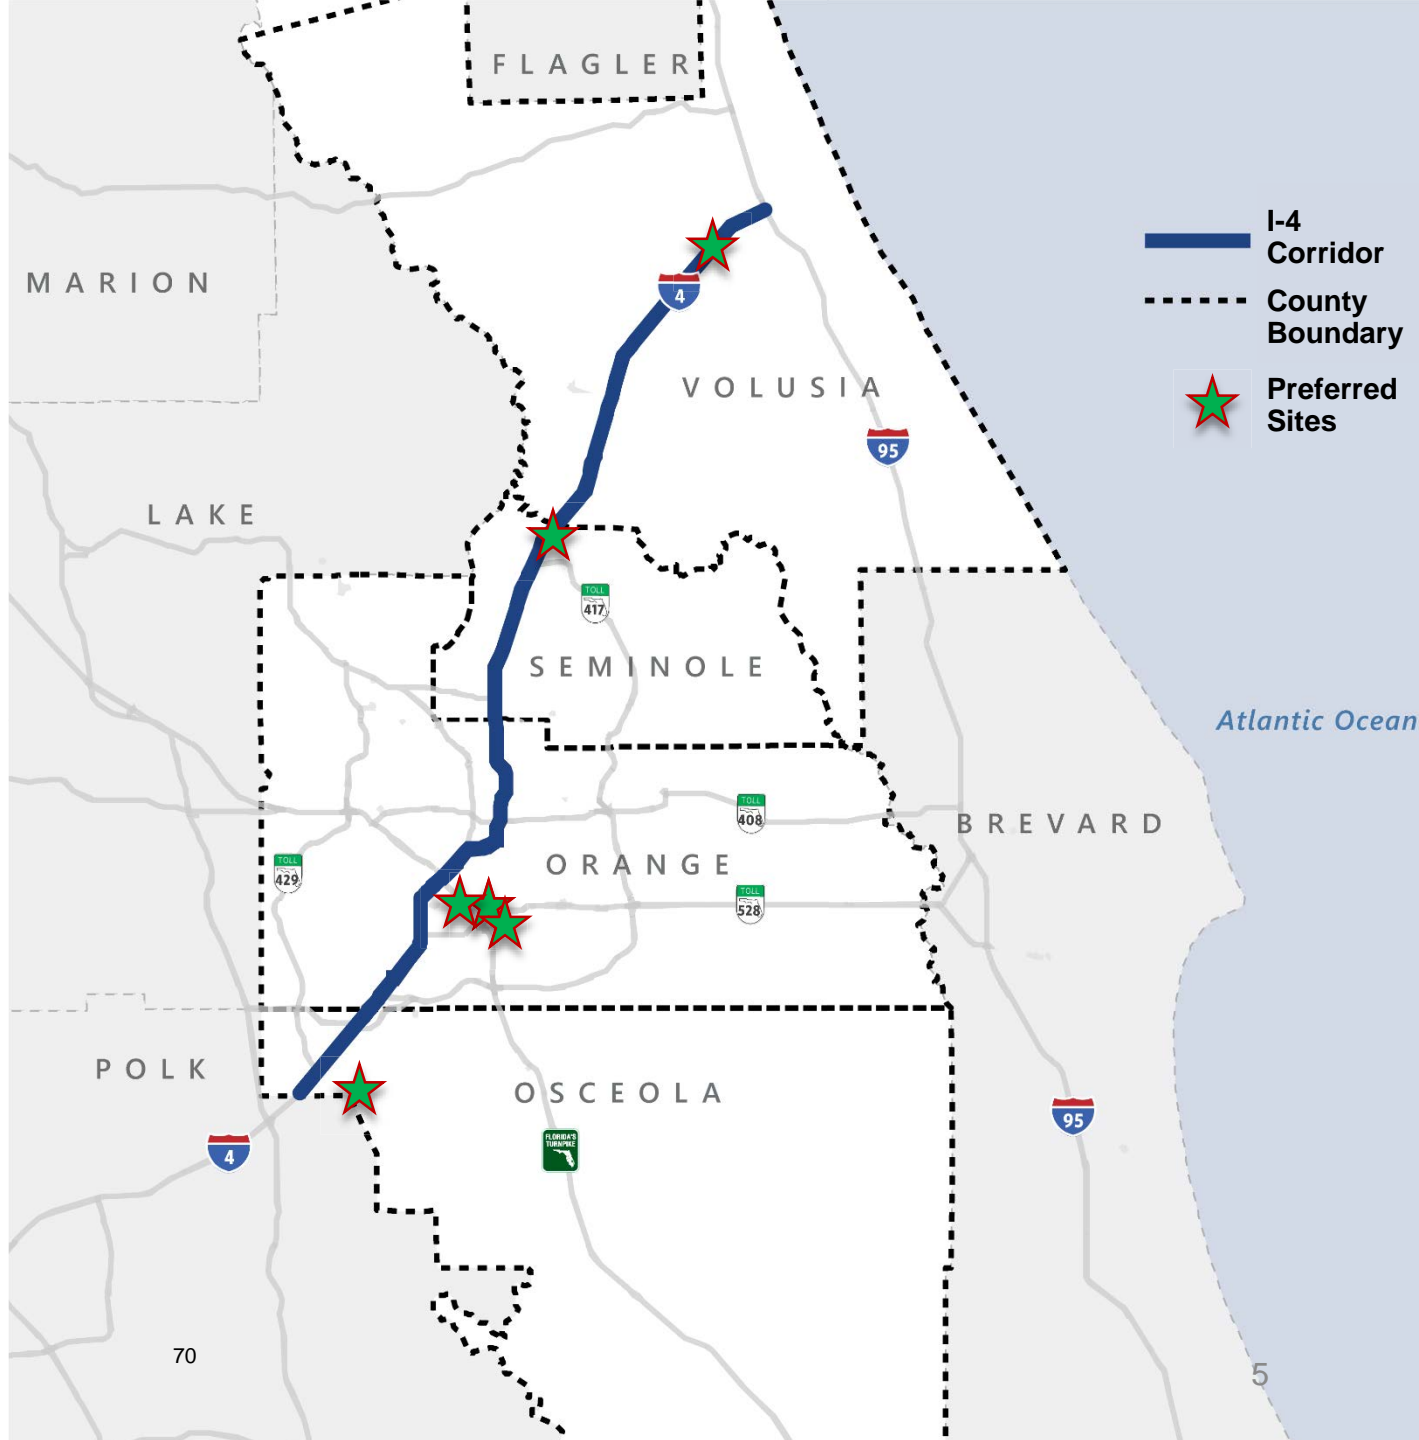 FLAGLER
I-4
Corridor
MARION
4
County
Boundary
VOLUSIA
Preferred
Sites
95
LAKE
TOLL
417
SEMINOLE
Atlantic Ocean
TOLL
408
BREVARD
ORANGE
TOLL
429
TOLL
528
POLK
OSCEOLA
95
FLORIDA'S
TURNPIKE
4
70
5